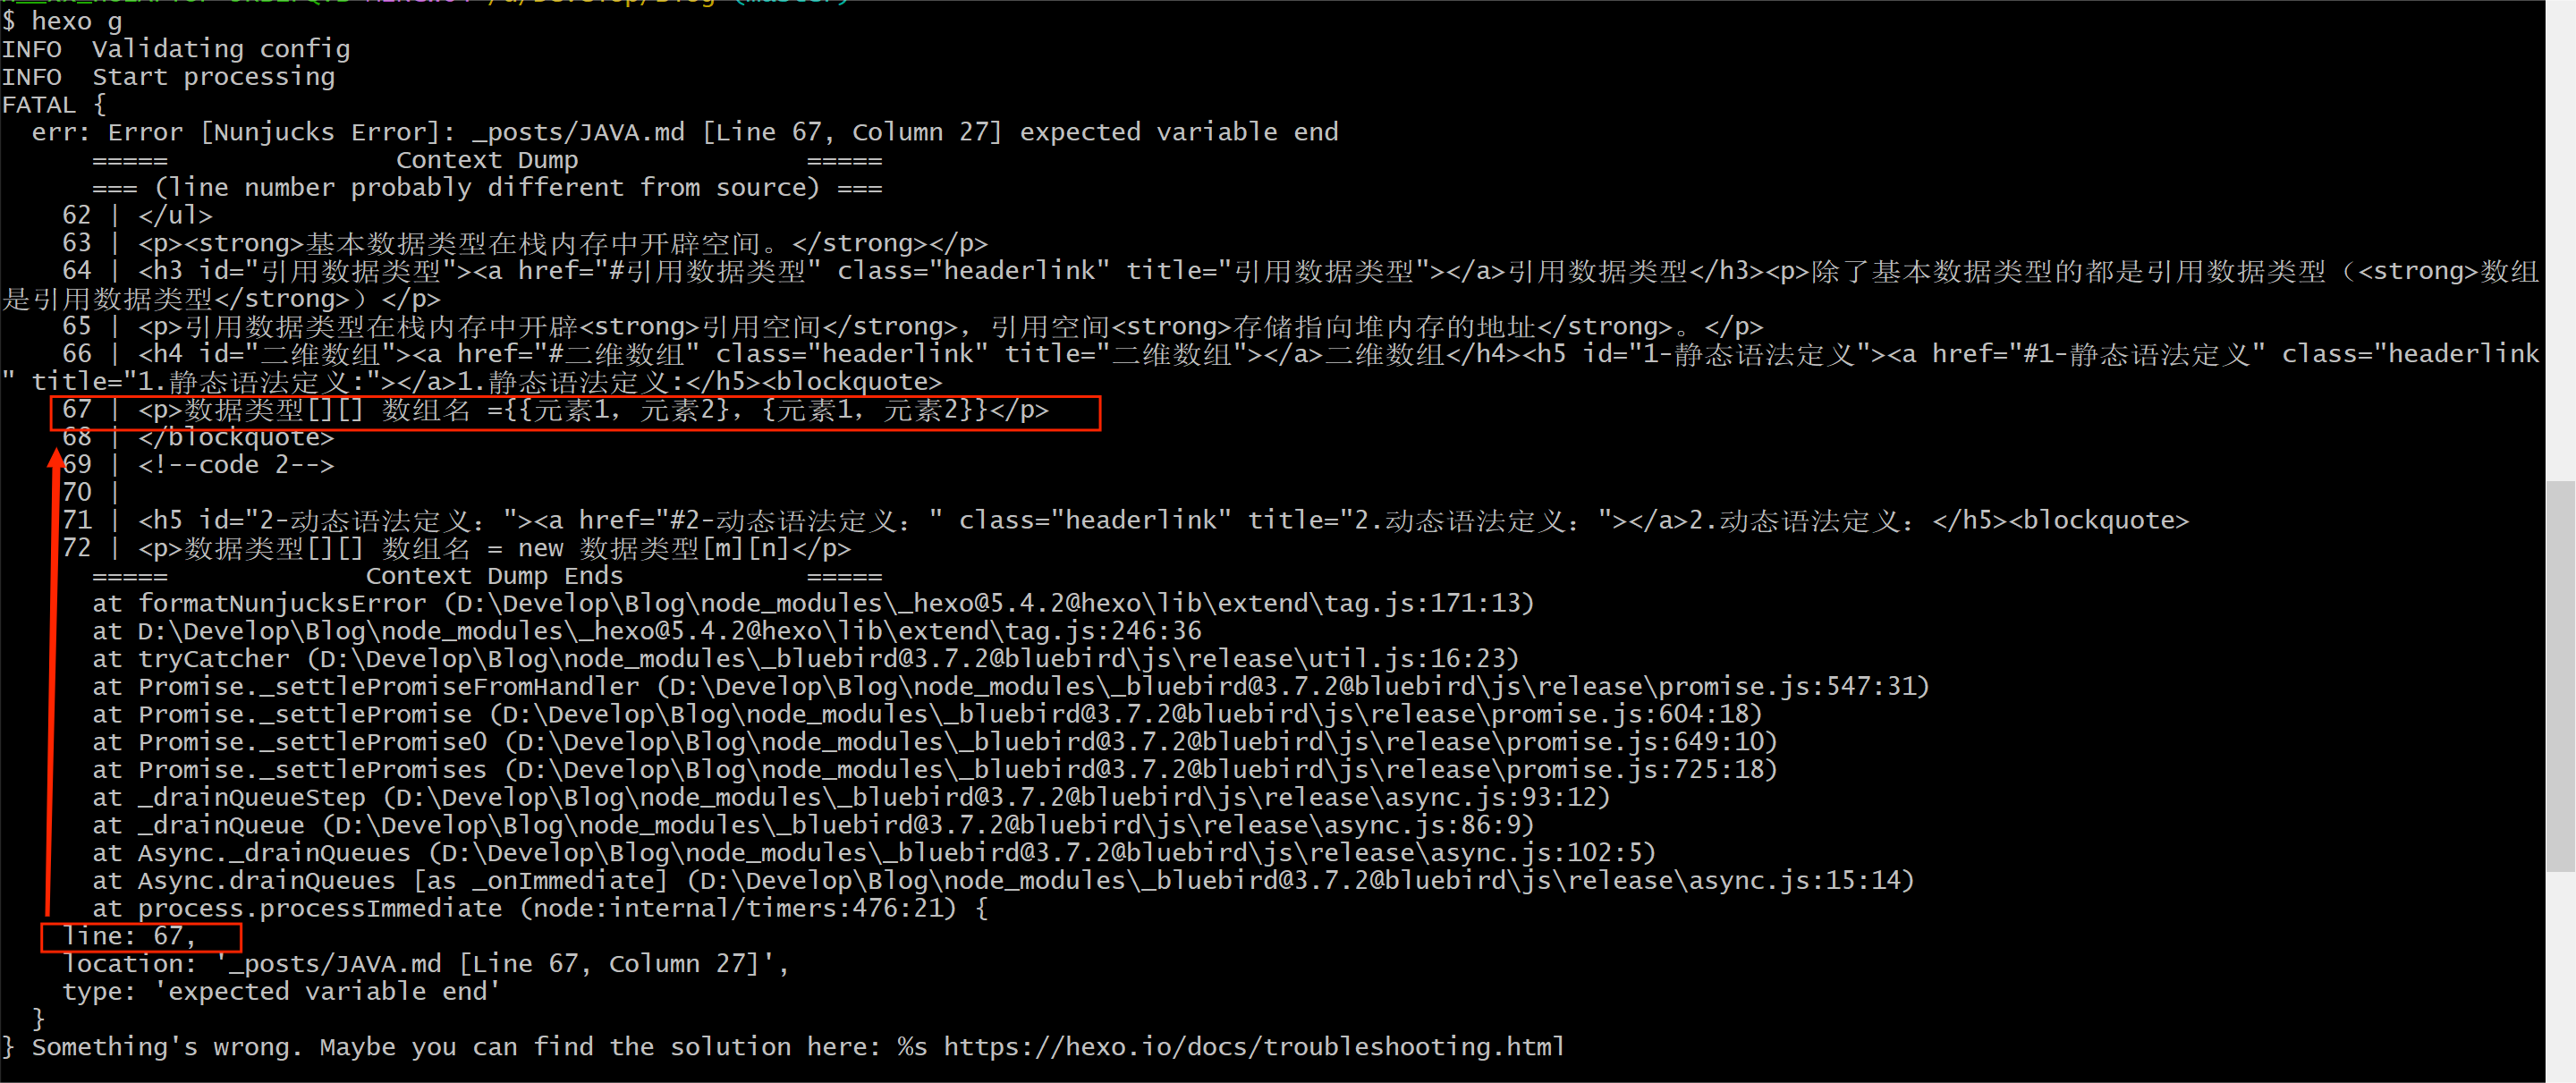 $ hexo g
INFO  Validating config
INFO  Start processing
FATAL {
  err: Error [Nunjucks Error]: _posts/JAVA.md [Line 67, Column 27] expected variable end
      =====               Context Dump               =====
      === (line number probably different from source) ===
    62 | </ul>
    63 | <p><strong>基本数据类型在栈内存中开辟空间。</strong></p>
    64 | <h3 id="引用数据类型"><a href="#引用数据类型" class="headerlink" title="引用数据类型"></a>引用数据类型</h3><p>除了基本数据类型的都是引用数据类型（<strong>数组
是引用数据类型</strong>）</p>
    65 | <p>引用数据类型在栈内存中开辟<strong>引用空间</strong>，引用空间<strong>存储指向堆内存的地址</strong>。</p>
    66 | <h4 id="二维数组"><a href="#二维数组" class="headerlink" title="二维数组"></a>二维数组</h4><h5 id="1-静态语法定义"><a href="#1-静态语法定义" class="headerlink
" title="1.静态语法定义:"></a>1.静态语法定义:</h5><blockquote>
    67 | <p>数据类型[][] 数组名 ={{元素1，元素2}，{元素1，元素2}}</p>
    68 | </blockquote>
    69 | <!--code 2-->
    70 |
    71 | <h5 id="2-动态语法定义："><a href="#2-动态语法定义：" class="headerlink" title="2.动态语法定义："></a>2.动态语法定义：</h5><blockquote>
    72 | <p>数据类型[][] 数组名 = new 数据类型[m][n]</p>
      =====             Context Dump Ends            =====
      at formatNunjucksError (D:\Develop\Blog\node_modules\_hexo@5.4.2@hexo\lib\extend\tag.js:171:13)
      at D:\Develop\Blog\node_modules\_hexo@5.4.2@hexo\lib\extend\tag.js:246:36
      at tryCatcher (D:\Develop\Blog\node_modules\_bluebird@3.7.2@bluebird\js\release\util.js:16:23)
      at Promise._settlePromiseFromHandler (D:\Develop\Blog\node_modules\_bluebird@3.7.2@bluebird\js\release\promise.js:547:31)
      at Promise._settlePromise (D:\Develop\Blog\node_modules\_bluebird@3.7.2@bluebird\js\release\promise.js:604:18)
      at Promise._settlePromise0 (D:\Develop\Blog\node_modules\_bluebird@3.7.2@bluebird\js\release\promise.js:649:10)
      at Promise._settlePromises (D:\Develop\Blog\node_modules\_bluebird@3.7.2@bluebird\js\release\promise.js:725:18)
      at _drainQueueStep (D:\Develop\Blog\node_modules\_bluebird@3.7.2@bluebird\js\release\async.js:93:12)
      at _drainQueue (D:\Develop\Blog\node_modules\_bluebird@3.7.2@bluebird\js\release\async.js:86:9)
      at Async._drainQueues (D:\Develop\Blog\node_modules\_bluebird@3.7.2@bluebird\js\release\async.js:102:5)
      at Async.drainQueues [as _onImmediate] (D:\Develop\Blog\node_modules\_bluebird@3.7.2@bluebird\js\release\async.js:15:14)
      at process.processImmediate (node:internal/timers:476:21) {
    line: 67,
    location: '_posts/JAVA.md [Line 67, Column 27]',
    type: 'expected variable end'
  }
} Something's wrong. Maybe you can find the solution here: %s https://hexo.io/docs/troubleshooting.html